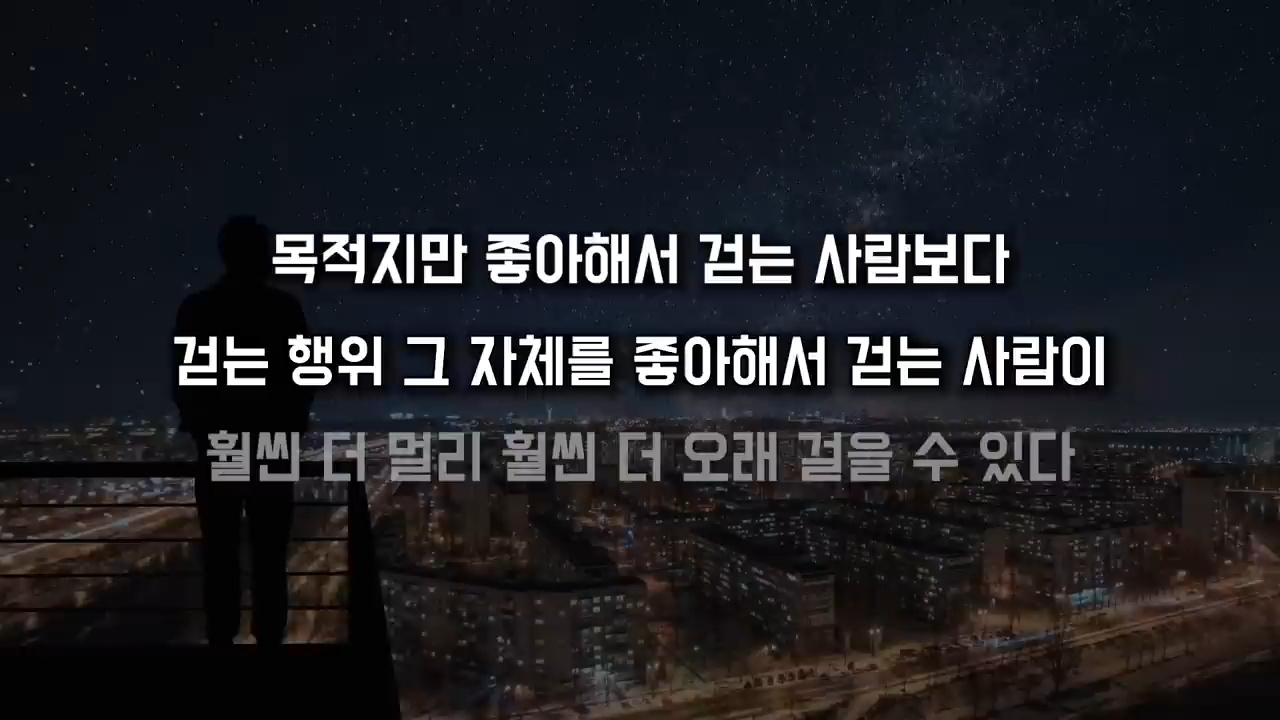 목적지만 좋아해서 걷는 사람보다
걷는 행위 그 자체를 좋아해서 걷는 사람이
훨씬 더 멀리 훨씬 더 오래 걸을 수 있다